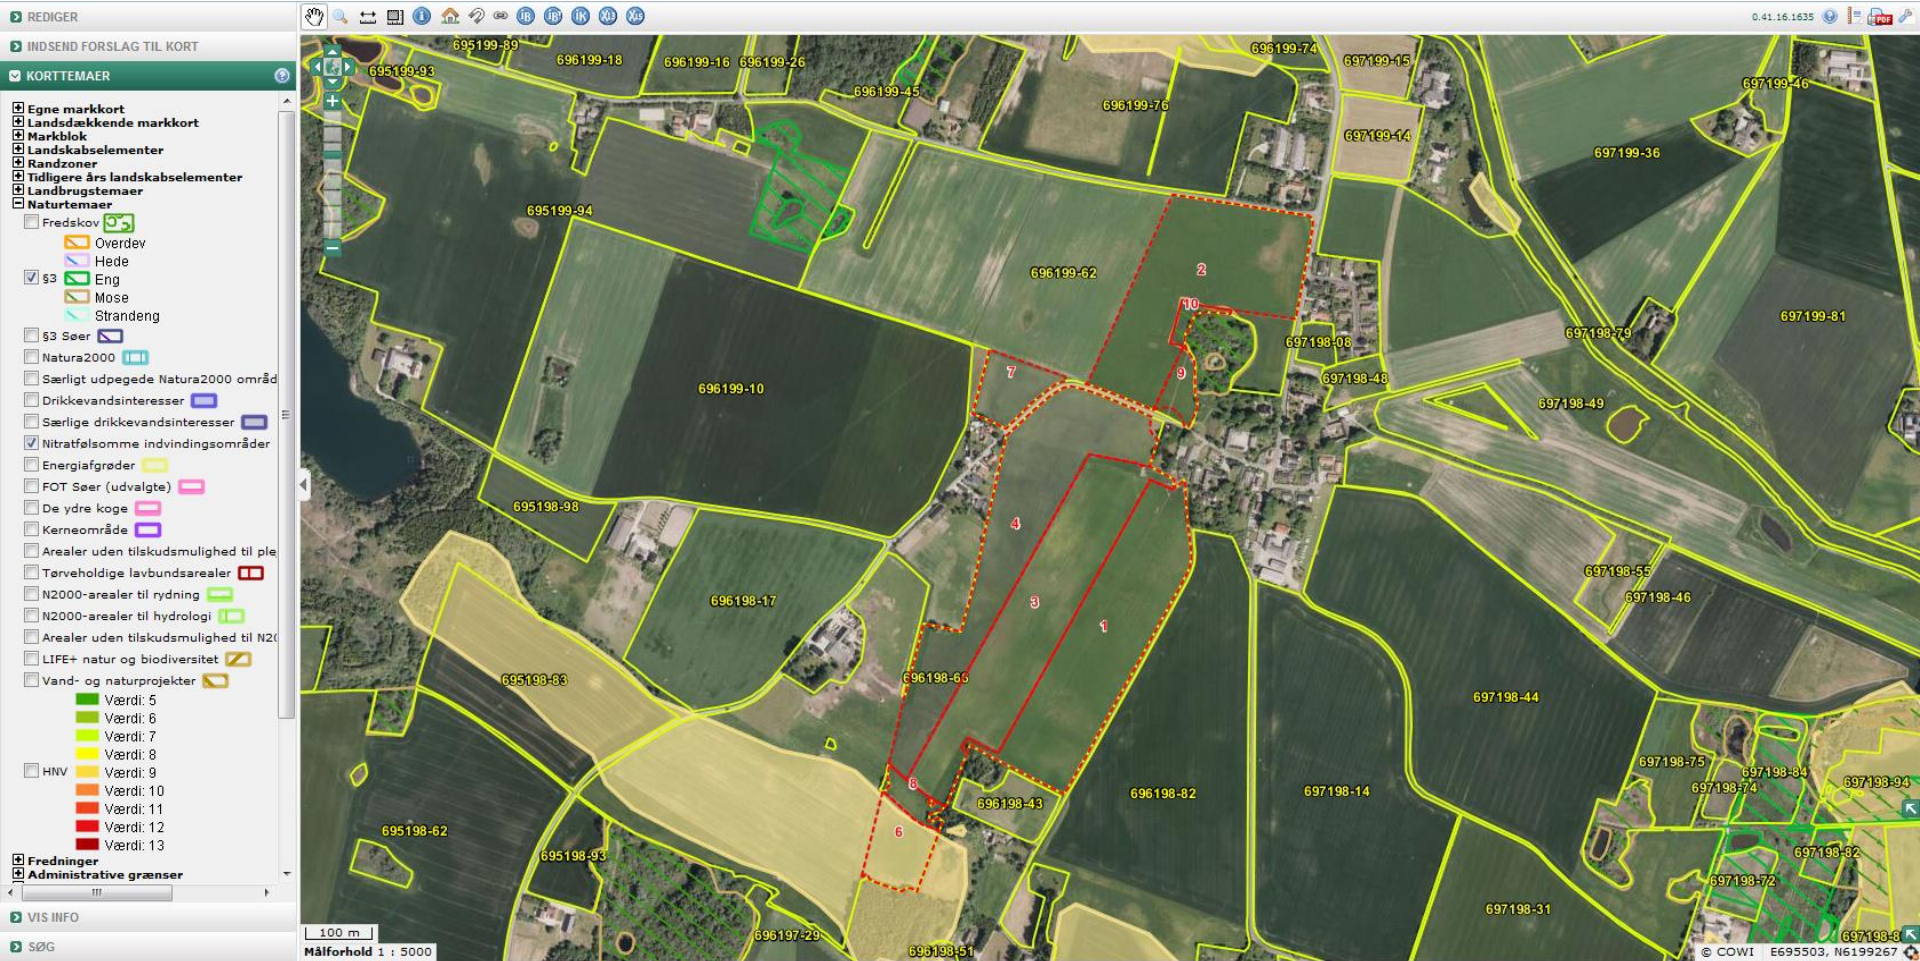 REDIGER
INDSEND FORSLAG TIL KORT
KORTTEMAER
Egne markkort
Landsdækkende markkort
Markblok
Landskabselementer
Randzoner
Tidligere års landskabselementer
Landbrugstemaer
Naturtemaer
Fredskov
Overdev
Hede
§3 Eng
Mose
Strandeng
§3 Søer
Natura2000
Særligt udpegede Natura2000 områd
Drikkevandsinteresser
Særlige drikkevandsinteresser
Nitratfølsomme indvindingsområder
Energiafgrøder
FOT Søer (udvalgte)
De ydre koge
Kerneområde
Arealer uden tilskudsmulighed til ple
Tørveholdige lavbundsarealer
N2000-arealer til rydning
N2000-arealer til hydrologi
Arealer uden tilskudsmulighed til N20
LIFE+ natur og biodiversitet
Vand- og naturprojekter
Værdi: 5
Værdi: 6
Værdi: 7
Værdi: 8
HNV Værdi: 9
Værdi: 10
Værdi: 11
Værdi: 12
Værdi: 13
Fredninger
Administrative grænser
VIS INFO
SØG
0.41.16.1635
PDF
695199-89
695199-93
696199-18
696199-16
696199-26
696199-45
696199-76
696199-74
697199-15
697199-14
697199-46
697199-36
695199-94
696199-62
2
10
697199-81
697198-79
697198-08
697198-48
697198-49
7
9
696199-10
695198-98
4
3
1
696198-17
697198-55
697198-46
695198-83
696198-65
697198-44
8
6
696198-43
696198-82
697198-14
697198-75
697198-84
697198-74
697198-94
695198-62
695198-93
697198-82
697198-72
697198-31
696197-29
696198-51
697198-8
100 m
Målforhold 1 : 5000
© COWI E695503, N6199267